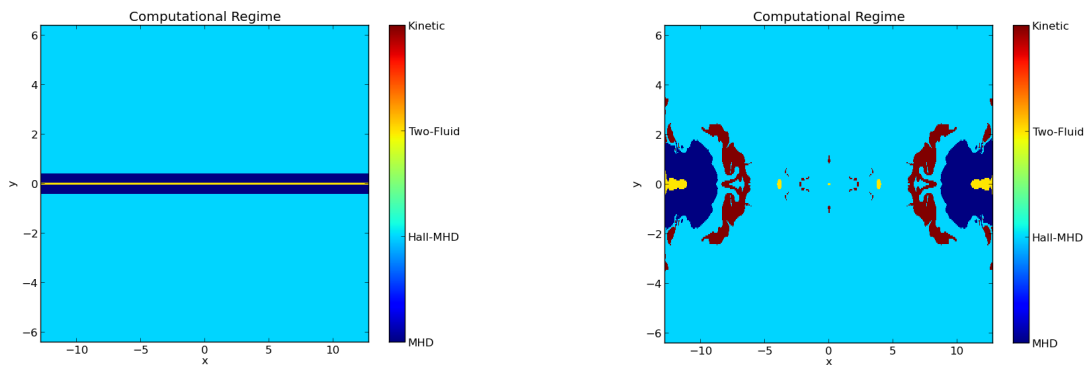 Computational Regime
Kinetic
6
4
2
Two-Fluid
y
0
−2
Hall-MHD
−4
−6
MHD
−10
−5
0
5
10
x
Computational Regime
Kinetic
6
4
2
Two-Fluid
y
0
−2
Hall-MHD
−4
−6
MHD
−10
−5
0
5
10
x